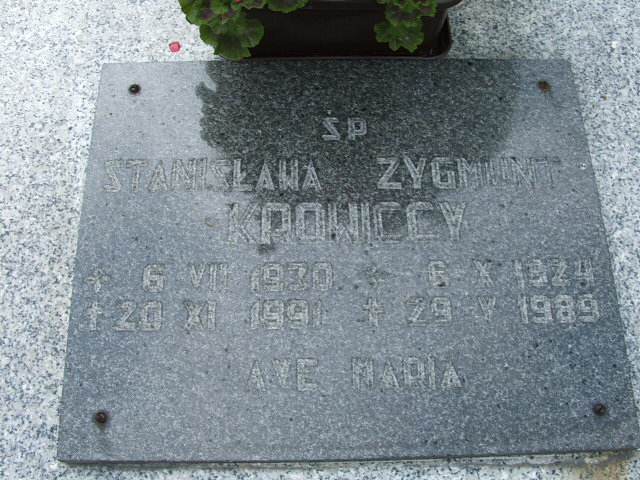 ŚP
STANISŁAWA ZYGMUNT
KROWICCY
6 VII 1930 6 X 1924
† 20 XI 1991 † 29 V 1989
AVE MARIA